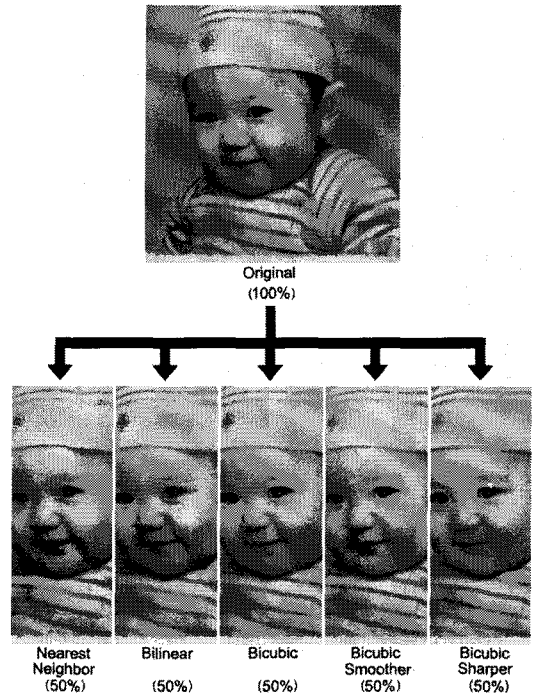 Original
(100%)
Nearest
Neighbor
(50%)
Bilinear
(50%)
Bicubic
(50%)
Bicubic
Smoother
(50%)
Bicubic
Sharper
(50%)